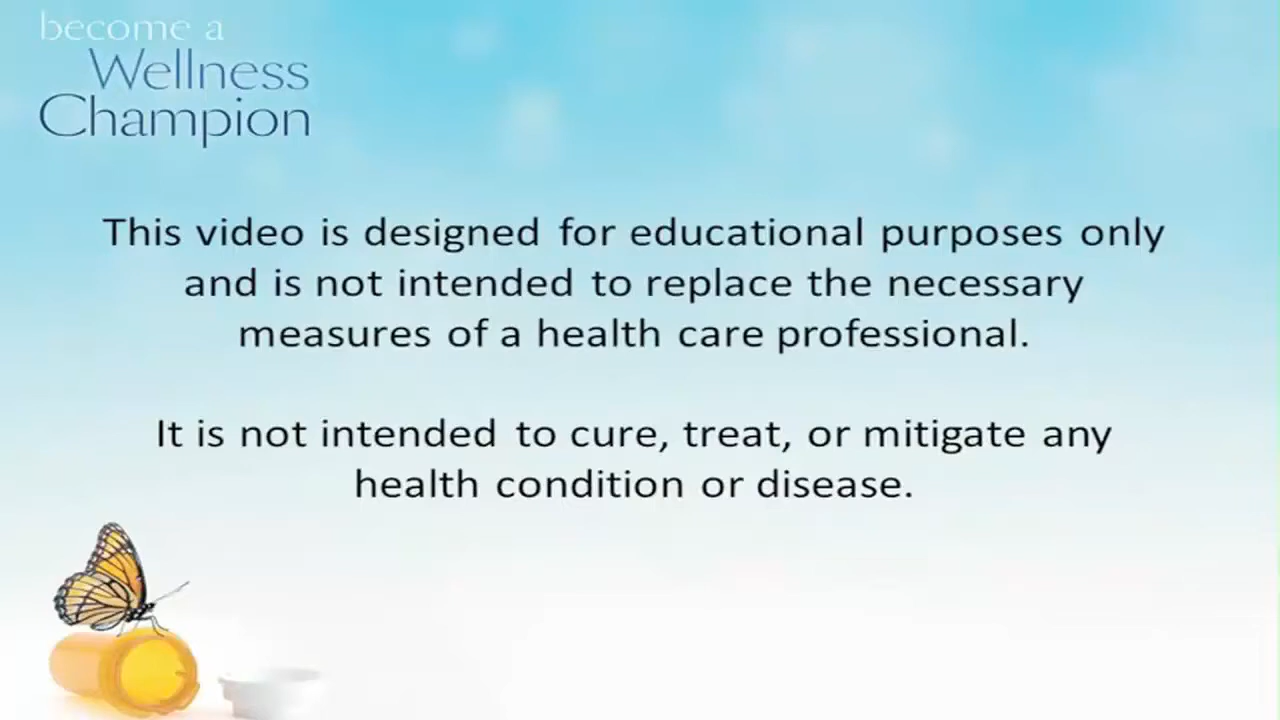 become a
Wellness
Champion
This video is designed for educational purposes only
and is not intended to replace the necessary
measures of a health care professional.
It is not intended to cure, treat, or mitigate any
health condition or disease.